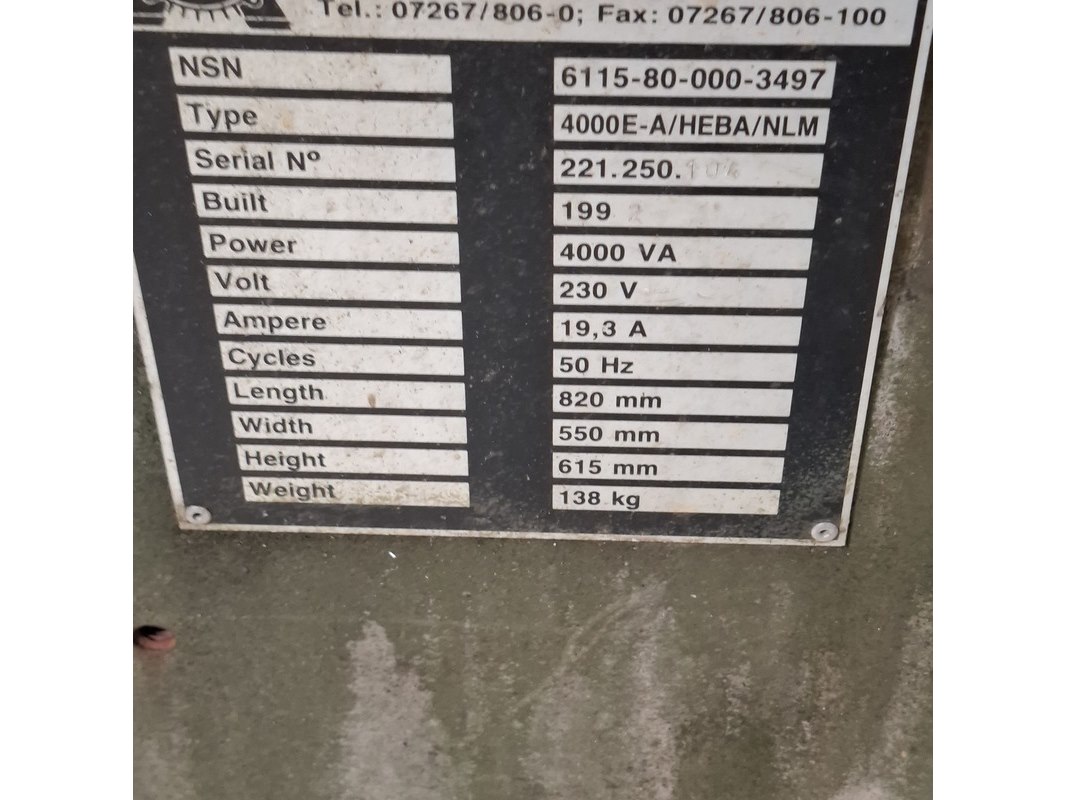 Tel.: 07267/806-0; Fax: 07267/806-100
NSN 6115-80-000-3497
Type 4000E-A/HEBA/NLM
Serial Nº 221.250.
Built 199
Power 4000 VA
Volt 230 V
Ampere 19,3 A
Cycles 50 Hz
Length 820 mm
Width 550 mm
Height 615 mm
Weight 138 kg